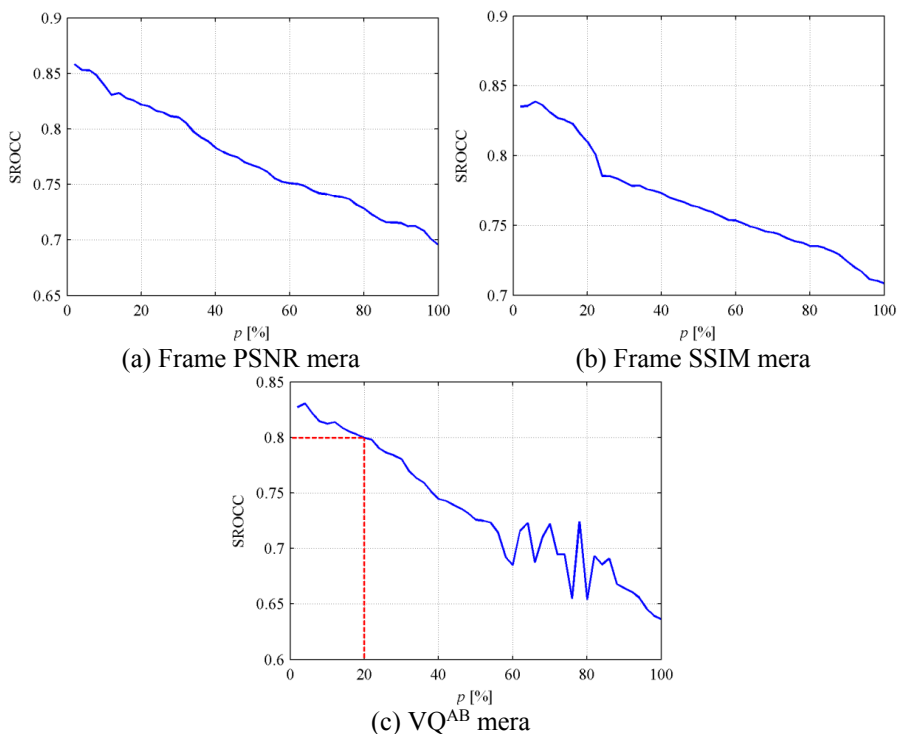 0.9
0.85
0.8
0.75
0.7
0.65
SROCC
0 20 40 60 80 100
p [%]
(a) Frame PSNR mera
0.9
0.85
0.8
0.75
0.7
SROCC
0 20 40 60 80 100
p [%]
(b) Frame SSIM mera
0.85
0.8
0.75
0.7
0.65
0.6
SROCC
0 20 40 60 80 100
p [%]
(c) VQ^AB mera